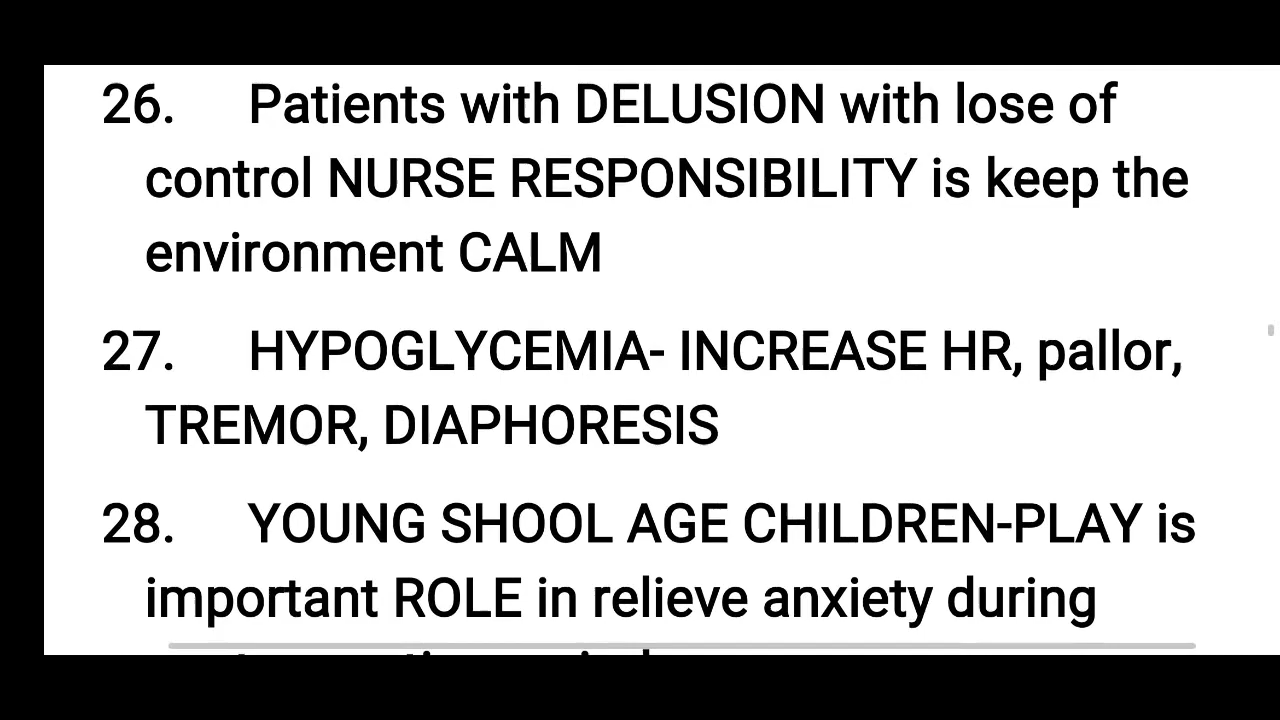 26. Patients with DELUSION with lose of
control NURSE RESPONSIBILITY is keep the
environment CALM
27. HYPOGLYCEMIA- INCREASE HR, pallor,
TREMOR, DIAPHORESIS
28. YOUNG SHOOL AGE CHILDREN-PLAY is
important ROLE in relieve anxiety during